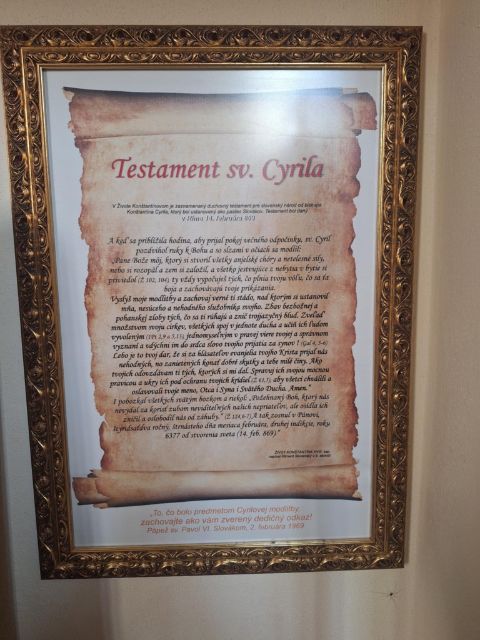 Testament sv. Cyrila
V Živote Konštantínovom je zaznamenaný duchovný testament pre slovanský národ od biskupa
Konštantína Cyrila, ktorý bol ustanovený ako pastier Slovákov. Testament bol daný
v Ríme 14. februára 869
A keď sa priblížila hodina, aby prijal pokoj večného odpočinku, sv. Cyril
pozdvihol ruky k Bohu a so slzami v očiach sa modlil:
„Pane Bože môj, ktorý si stvoril všetky anjelské chóry a netelesné sily,
nebo si rozopäl a zem si založil, a všetko jestvujúce z nebytia v bytie si
priviedol (Ž 102, 104) ty vždy vypočuješ tých, čo plnia tvoju vôľu, čo sa ťa
boja a zachovávajú tvoje prikázania.
Vyslyš moje modlitby a zachovaj verné ti stádo, nad ktorým si ustanovil
mňa, neschopného a nehodného služobníka svojho. Zbav bezbožnej a
pohanskej zloby tých, čo sa ti rúhajú a znič trojjazyčný blud. Zveľaď
množstvom svoju cirkev, všetkých spoj v jednote ducha a učiň ich ľudom
vyvoleným (1Pt 2,9 a 3,15), jednomyseľným v pravej tvojej viere a správnom
vyznaní a vdýchni im do srdca slovo tvojho prijatia za synov ! (Gal 4, 5-6)
Lebo je to tvoj dar, že si za hlásateľov evanjelia tvojho Krista prijal nás
nehodných, no zanietených konať dobré skutky a tebe milé činy. Ako
tvojich odovzdávam ti tých, ktorých si mi dal. Spravuj ich svojou mocnou
pravicou a ukry ich pod ochranu tvojich krídiel (Ž 61,5), aby všetci chválili a
oslavovali tvoje meno, Otca i Syna i Svätého Ducha. Amen."
I pobozkal všetkých svätým bozkom a riekol: „Požehnaný Boh, ktorý nás
nevydal za korisť zubom neviditeľných našich nepriateľov, ale osídla ich
zničil a oslobodil nás od záhuby." (Ž 124,6-7) A tak zosnul v Pánovi,
štyridsaťdva ročný, štrnásteho dňa mesiaca februára, druhej indikcie, roku
6377 od stvorenia sveta (14. feb. 869)."
ŽIVOT KONŠTANTÍNA XVIII. kap.
„To, čo bolo predmetom Cyrilovej modlitby,
zachovajte ako vám zverený dedičný odkaz!
Pápež sv. Pavol VI. Slovákom, 2. februára 1969